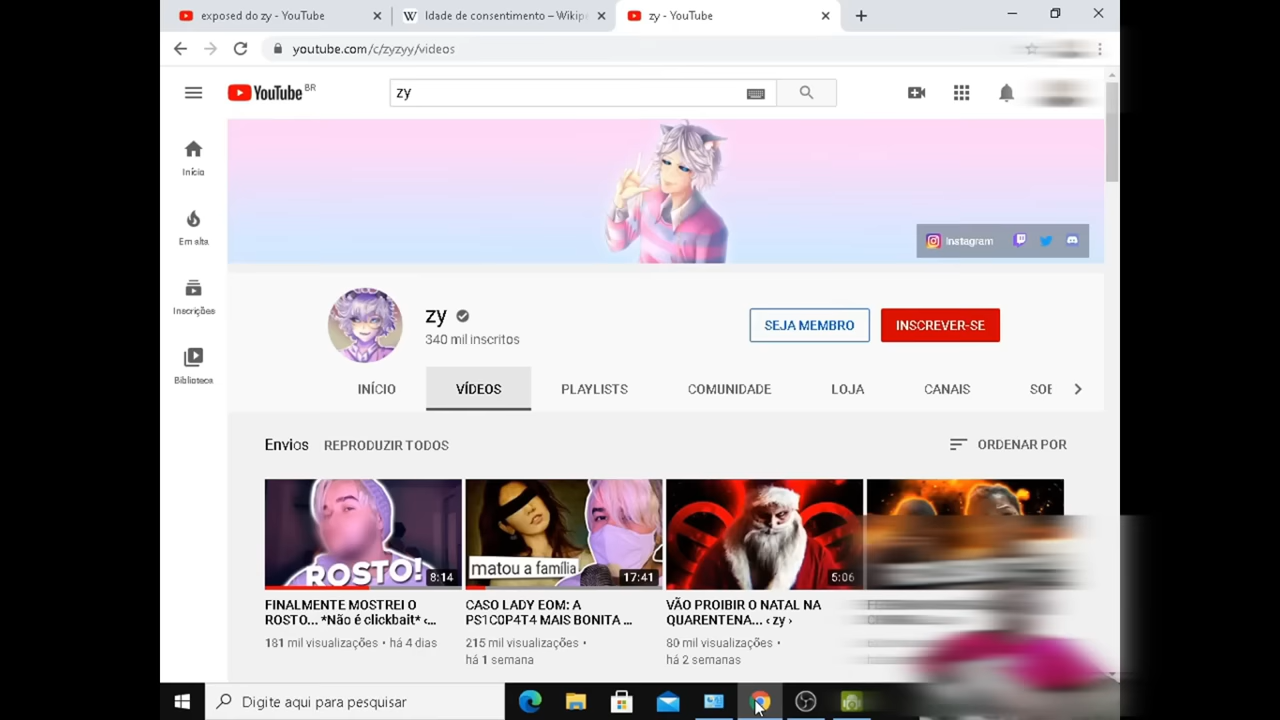 exposed do zy - YouTube
Idade de consentimento – Wikip
zy - YouTube
youtube.com/c/zyzyy/videos
YouTube BR
zy
Início
Em alta
Inscrições
Biblioteca
Instagram
zy
340 mil inscritos
SEJA MEMBRO
INSCREVER-SE
INÍCIO
VÍDEOS
PLAYLISTS
COMUNIDADE
LOJA
CANAIS
SOB
Envios
REPRODUZIR TODOS
ORDENAR POR
ROSTO!
8:14
matou a família
17:41
5:06
FINALMENTE MOSTREI O
ROSTO... *Não é clickbait* ‹...
181 mil visualizações • há 4 dias
CASO LADY EOM: A
PS1C0P4T4 MAIS BONITA ...
215 mil visualizações •
há 1 semana
VÃO PROIBIR O NATAL NA
QUARENTENA... ‹ zy ›
80 mil visualizações •
há 2 semanas
Digite aqui para pesquisar